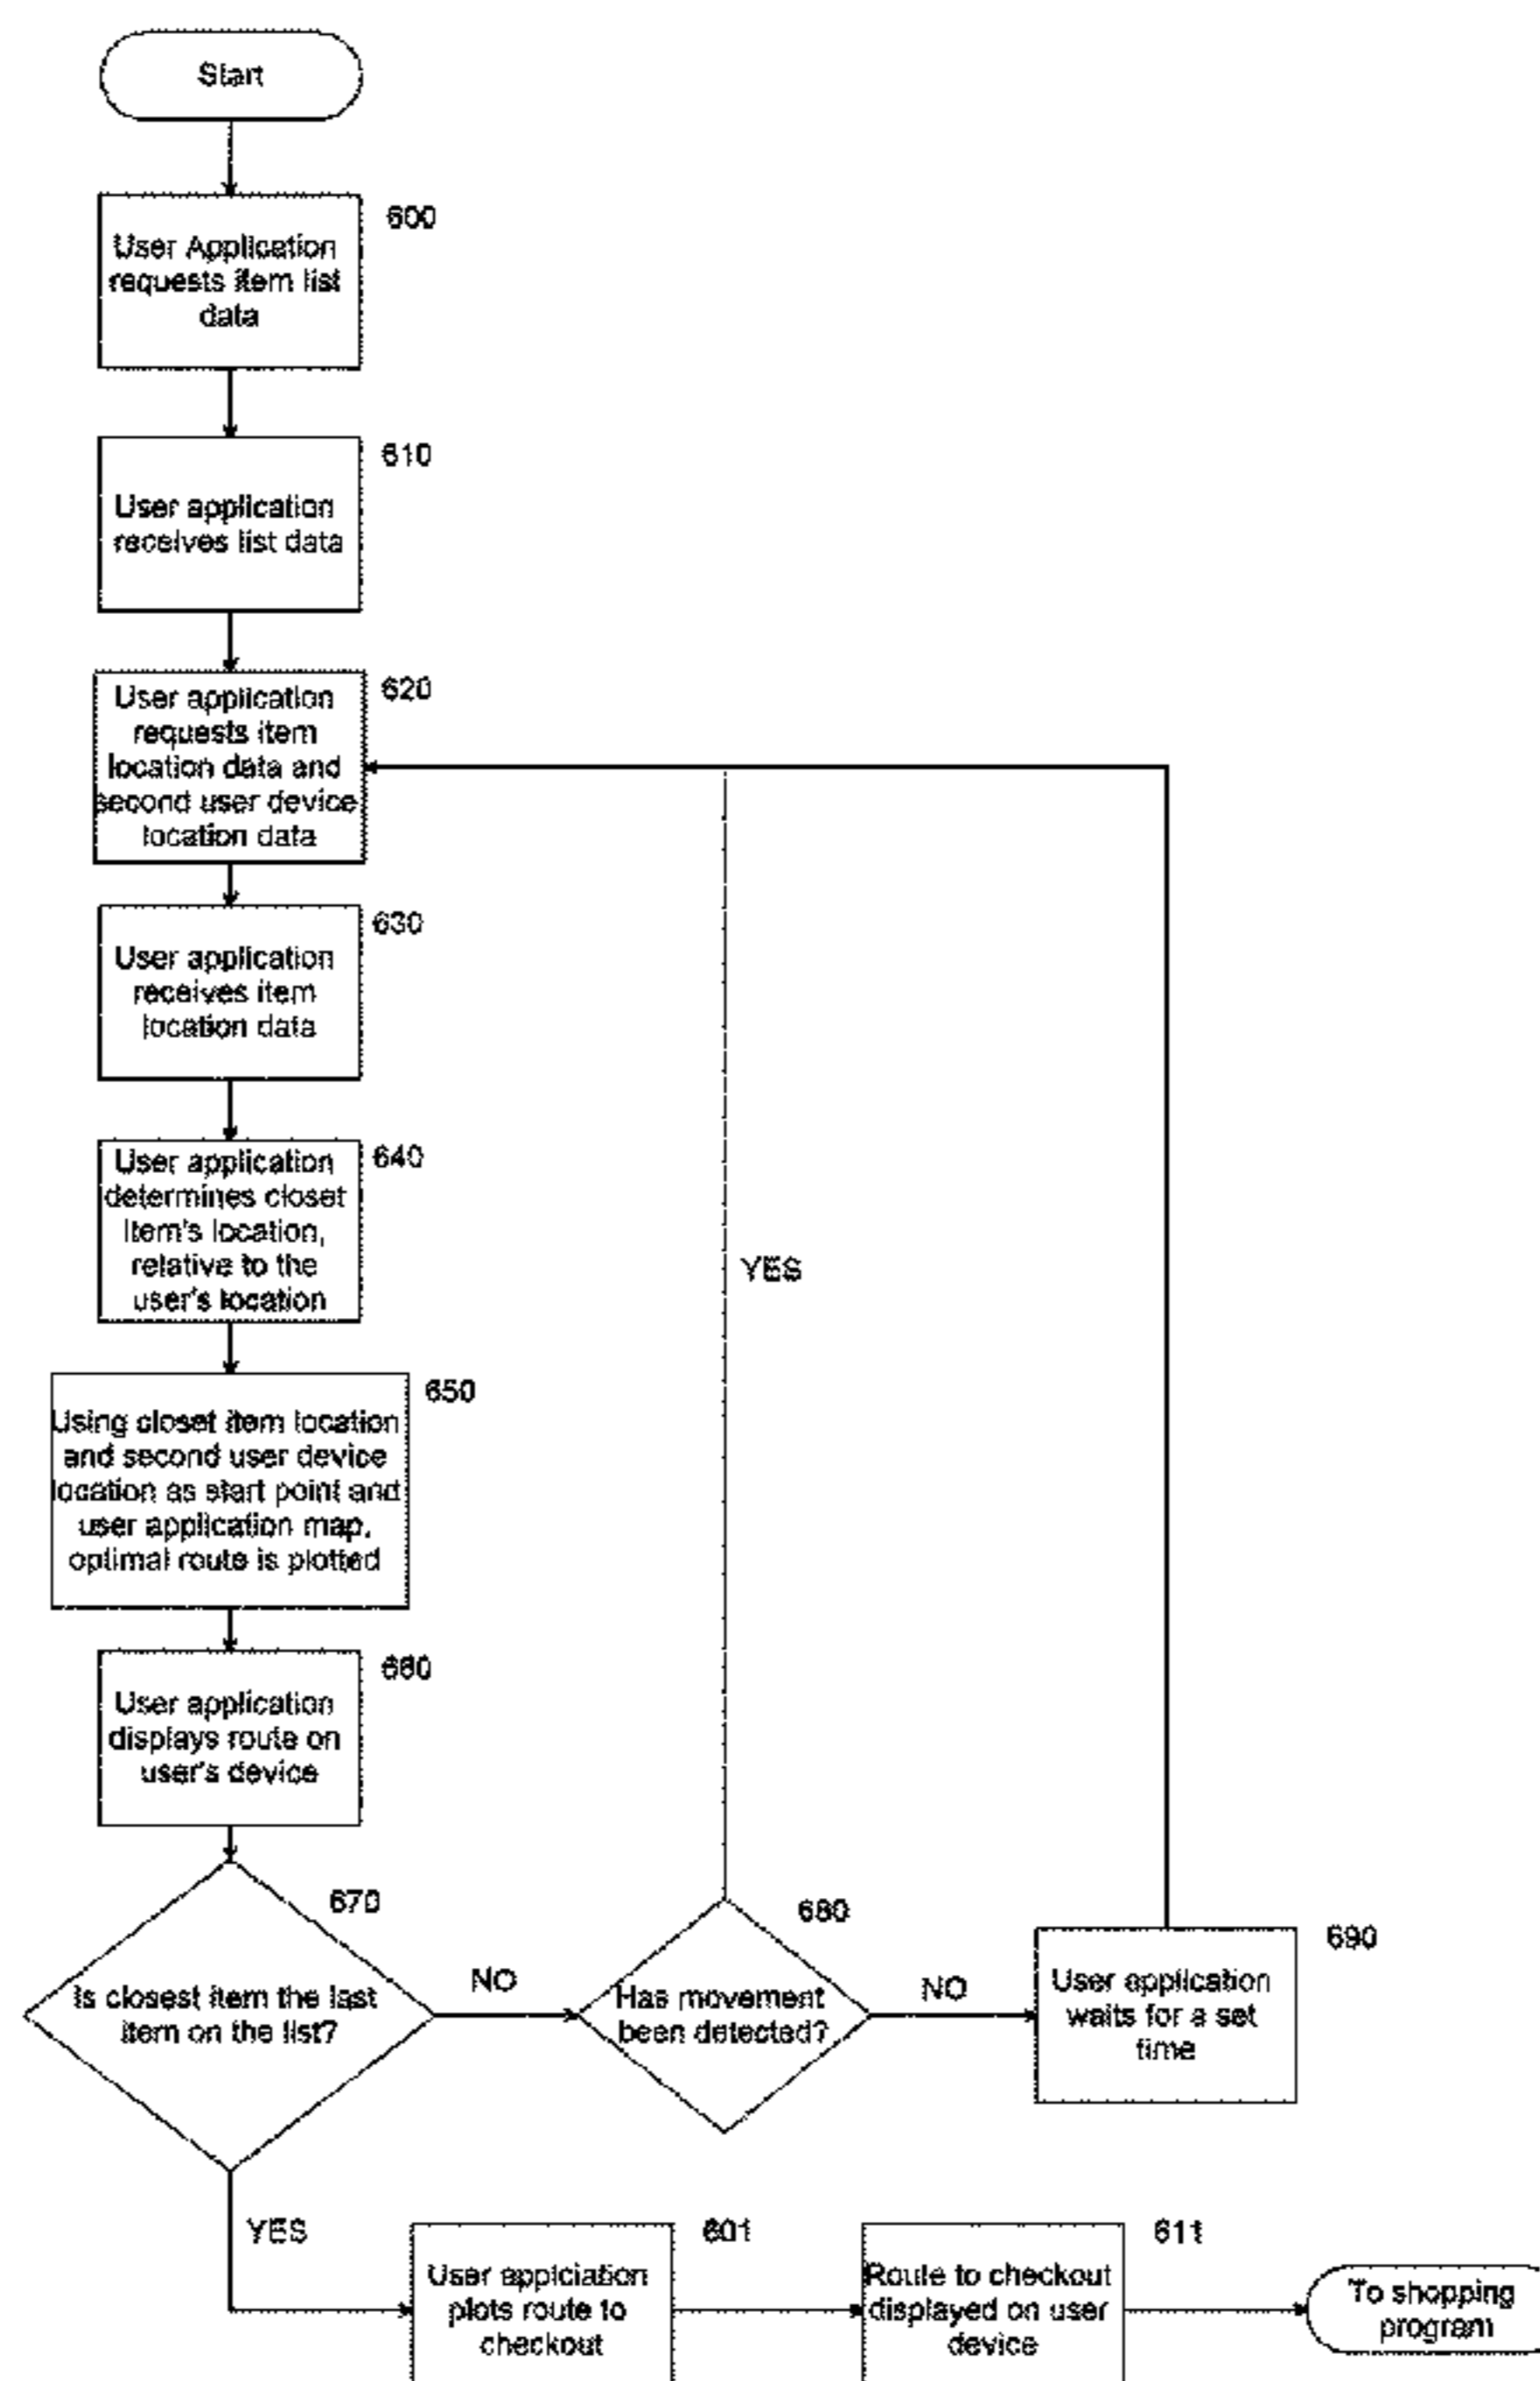 Start
600
User Application
requests item list
data
610
User application
receives list data
620
User application
requests item
location data and
second user device
location data
630
User application
receives item
location data
640
User application
determines closet
item's location,
relative to the
user's location
YES
650
Using closet item location
and second user device
location as start point and
user application map,
optimal route is plotted
660
User application
displays route on
user's device
670
Is closest item the last
item on the list?
NO
680
Has movement
been detected?
NO
690
User application
waits for a set
time
YES
601
User appliciation
plots route to
checkout
611
Route to checkout
displayed on user
device
To shopping
program